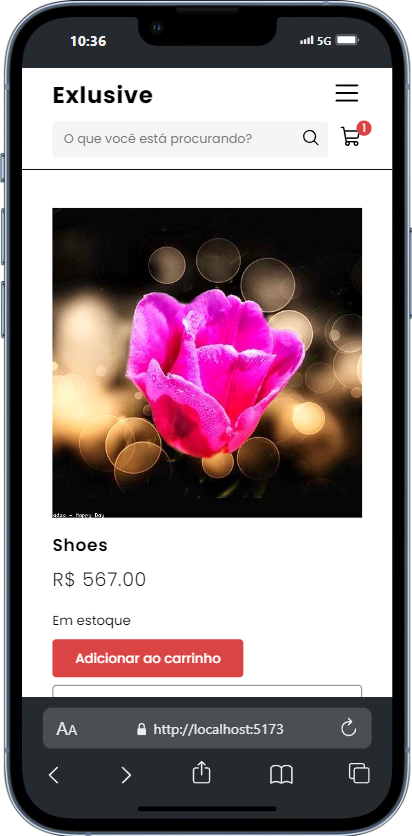 10:36
5G
Exlusive
O que você está procurando?
1
adzo - Happy Day
Shoes
R$ 567.00
Em estoque
Adicionar ao carrinho
AA
http://localhost:5173